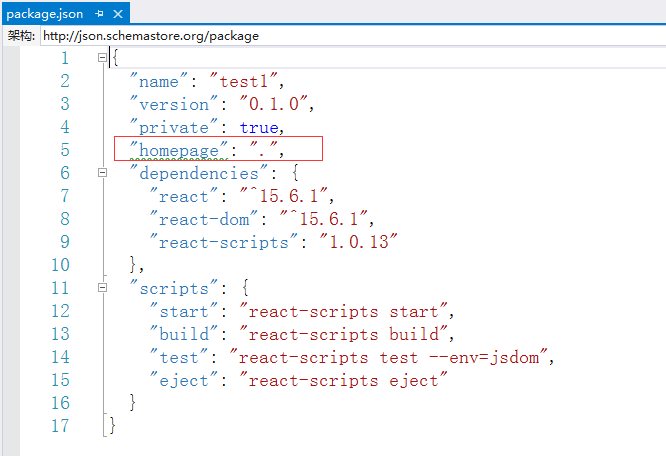 package.json
架构: http://json.schemastore.org/package
1 {
2 "name": "test1",
3 "version": "0.1.0",
4 "private": true,
5 "homepage": ".",
6 "dependencies": {
7 "react": "^15.6.1",
8 "react-dom": "^15.6.1",
9 "react-scripts": "1.0.13"
10 },
11 "scripts": {
12 "start": "react-scripts start",
13 "build": "react-scripts build",
14 "test": "react-scripts test --env=jsdom",
15 "eject": "react-scripts eject"
16 }
17 }